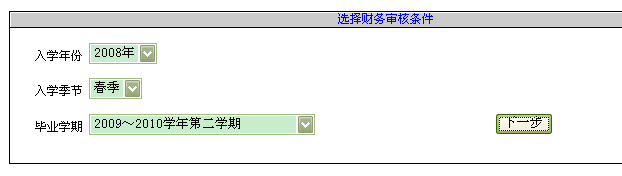 选择财务审核条件
入学年份 2008年
入学季节 春季
毕业学期 2009～2010学年第二学期 下一步